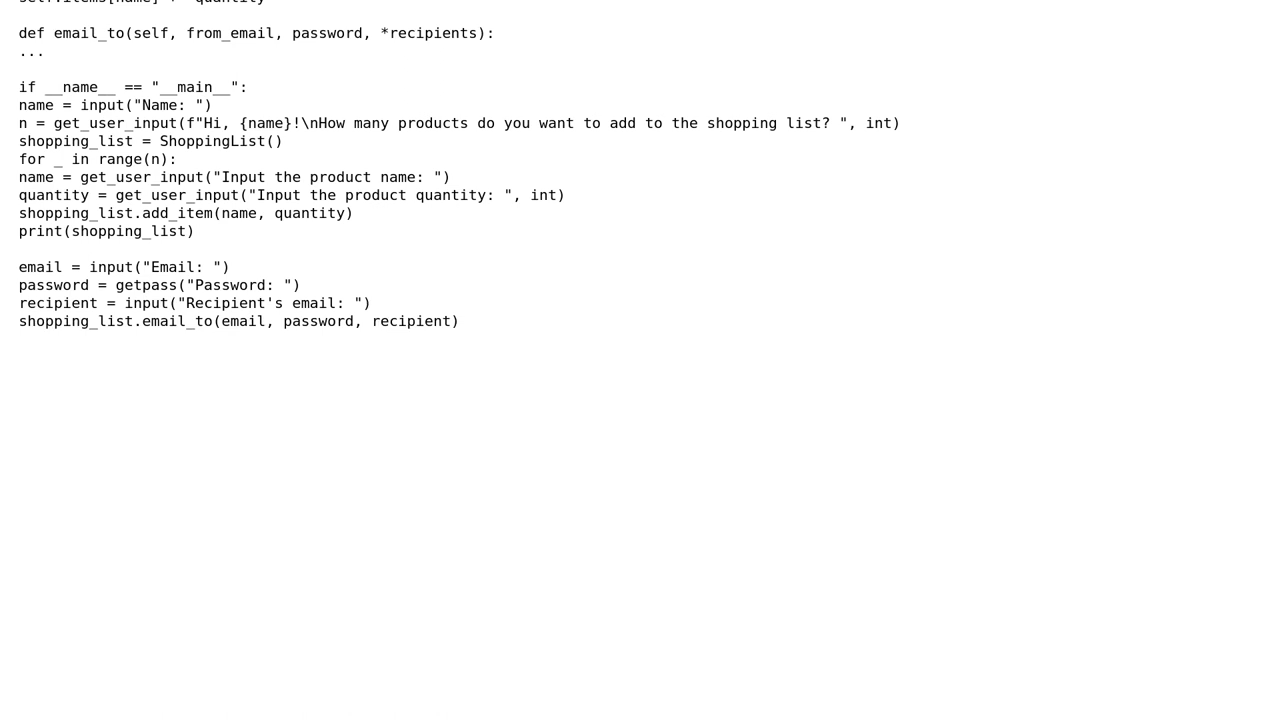 def email_to(self, from_email, password, *recipients):
...
if __name__ == "__main__":
name = input("Name: ")
n = get_user_input(f"Hi, {name}!\nHow many products do you want to add to the shopping list? ", int)
shopping_list = ShoppingList()
for _ in range(n):
name = get_user_input("Input the product name: ")
quantity = get_user_input("Input the product quantity: ", int)
shopping_list.add_item(name, quantity)
print(shopping_list)
email = input("Email: ")
password = getpass("Password: ")
recipient = input("Recipient's email: ")
shopping_list.email_to(email, password, recipient)